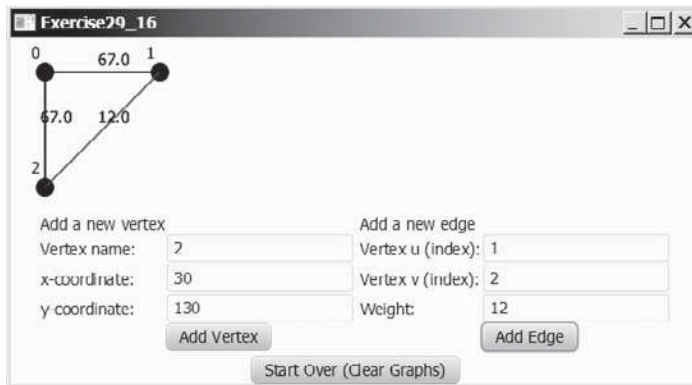 Exercise29_16
0 67.0 1
67.0 12.0
2
Add a new vertex
Vertex name: 2
x-coordinate: 30
y-coordinate: 130
Add Vertex
Add a new edge
Vertex u (index): 1
Vertex v (index): 2
Weight: 12
Add Edge
Start Over (Clear Graphs)